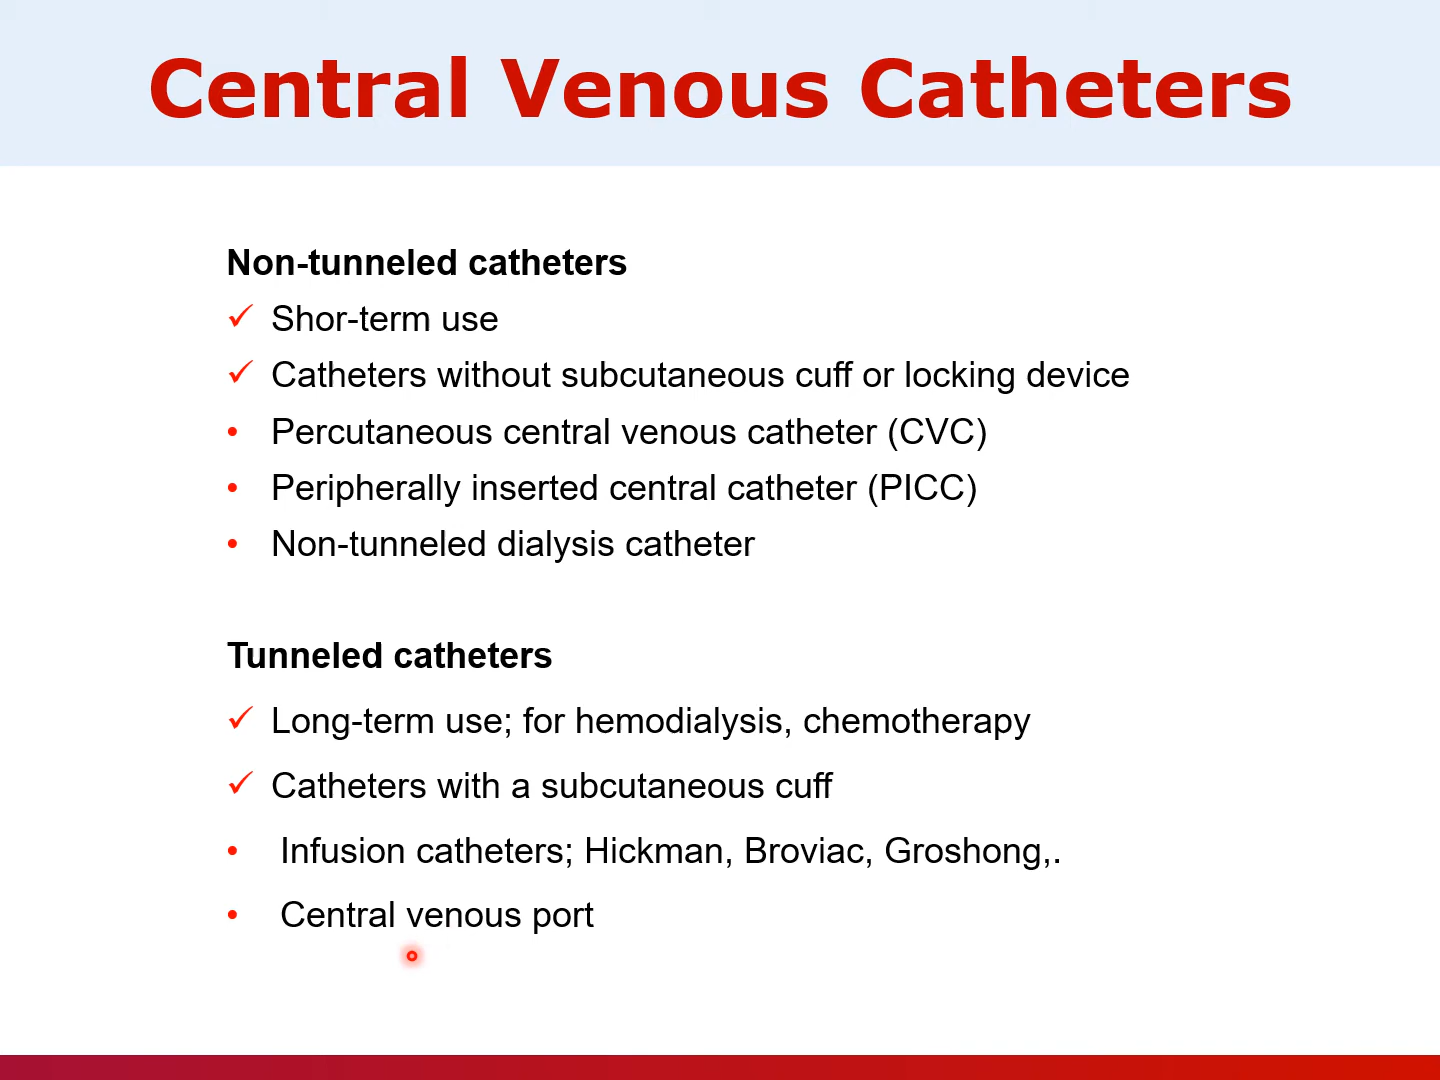 Central Venous Catheters
Non-tunneled catheters
✓ Shor-term use
✓ Catheters without subcutaneous cuff or locking device
• Percutaneous central venous catheter (CVC)
• Peripherally inserted central catheter (PICC)
• Non-tunneled dialysis catheter
Tunneled catheters
✓ Long-term use; for hemodialysis, chemotherapy
✓ Catheters with a subcutaneous cuff
• Infusion catheters; Hickman, Broviac, Groshong,.
• Central venous port